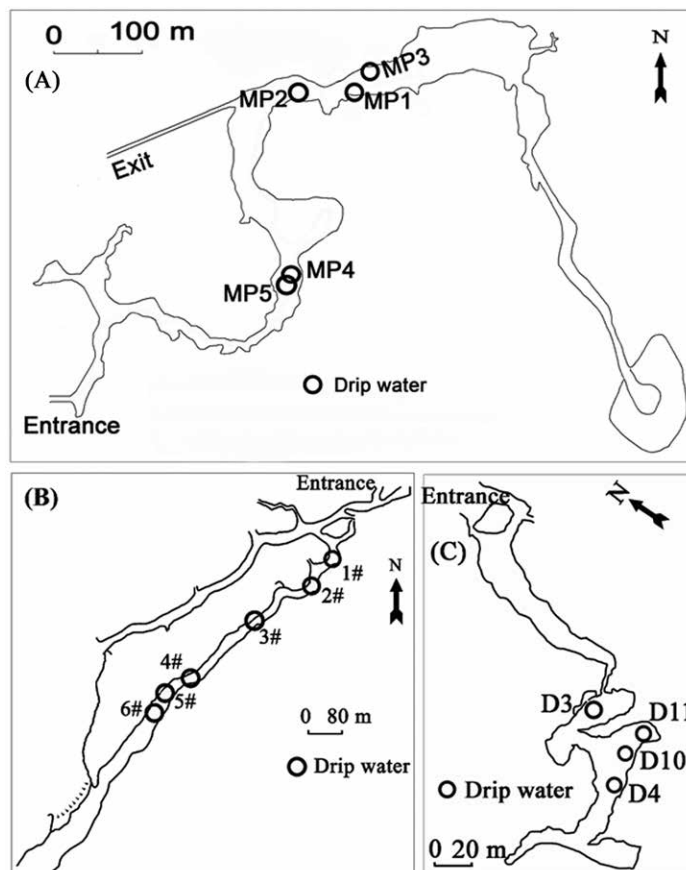 0 100 m
(A)
N
MP3
MP2
MP1
Exit
MP4
MP5
Drip water
Entrance
(B)
Entrance
N
1#
2#
3#
4#
5#
6#
0 80 m
Drip water
Entrance
N
(C)
D3
D11
D10
D4
Drip water
0 20 m